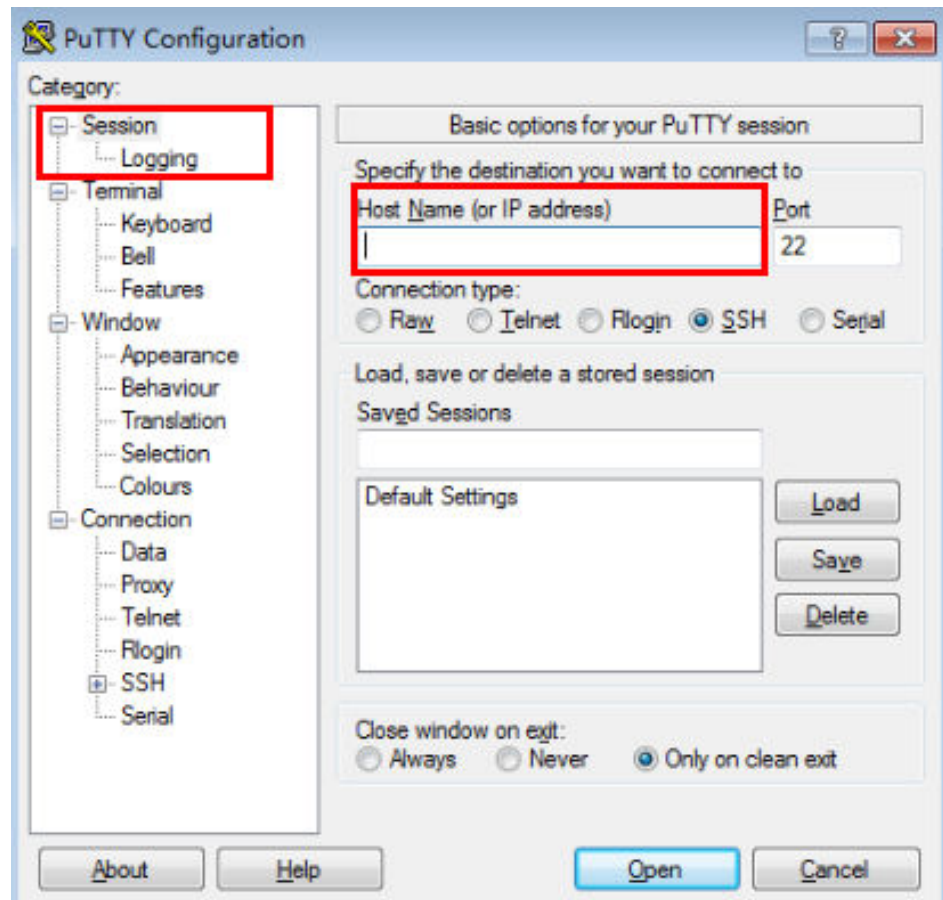 PuTTY Configuration
Category:
Session
Logging
Terminal
Keyboard
Bell
Features
Window
Appearance
Behaviour
Translation
Selection
Colours
Connection
Data
Proxy
Telnet
Rlogin
SSH
Serial
Basic options for your PuTTY session
Specify the destination you want to connect to
Host Name (or IP address) Port
22
Connection type:
Raw Telnet Rlogin SSH Serial
Load, save or delete a stored session
Saved Sessions
Default Settings
Load
Save
Delete
Close window on exit:
Always Never Only on clean exit
About Help Open Cancel